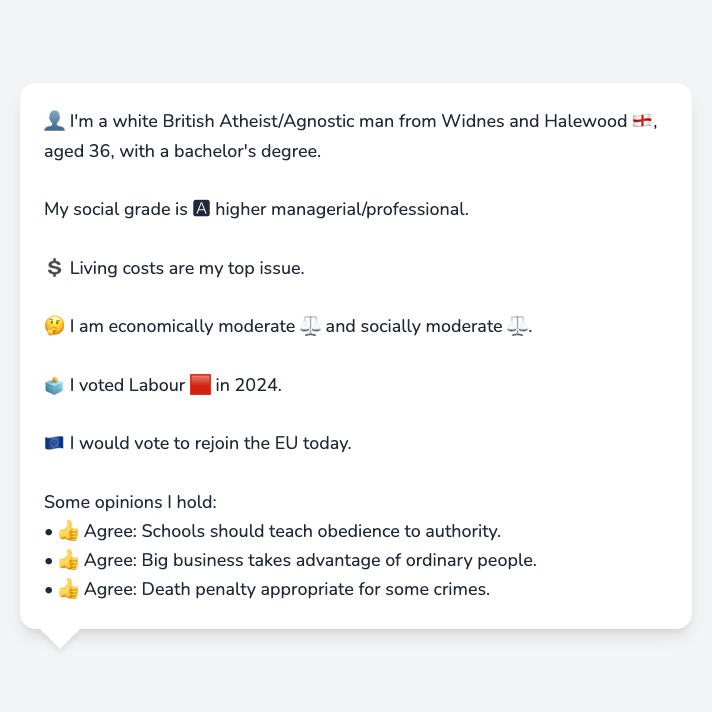 👤 I'm a white British Atheist/Agnostic man from Widnes and Halewood 🏴󠁧󠁢󠁥󠁮󠁧󠁿,
aged 36, with a bachelor's degree.
My social grade is 🅰 higher managerial/professional.
💲 Living costs are my top issue.
🤔 I am economically moderate ⚖️ and socially moderate ⚖️.
🗳️ I voted Labour 🟥 in 2024.
🇪🇺 I would vote to rejoin the EU today.
Some opinions I hold:
• 👍 Agree: Schools should teach obedience to authority.
• 👍 Agree: Big business takes advantage of ordinary people.
• 👍 Agree: Death penalty appropriate for some crimes.